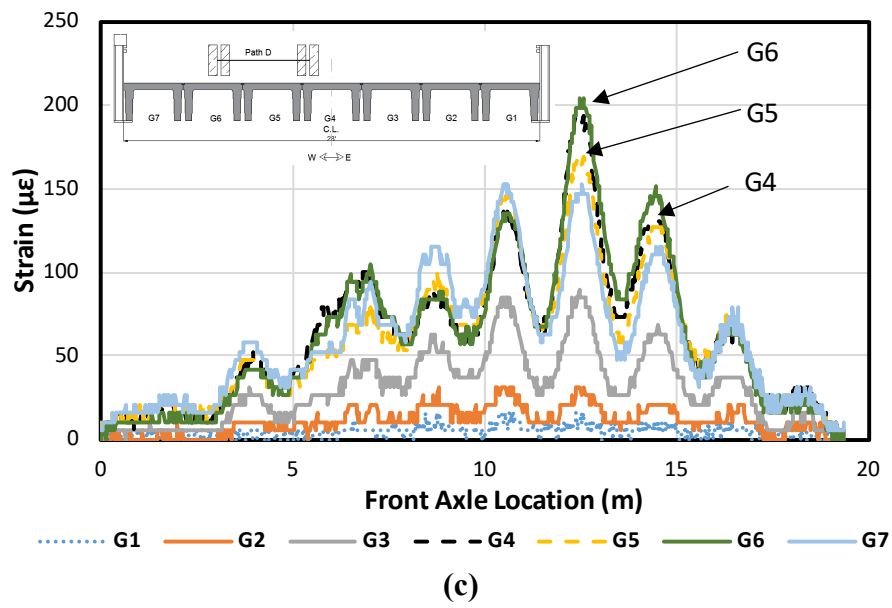 250
200
150
100
50
0
Strain (με)
Path D
G7 G6 G5 G4 G3 G2 G1
C.L.
28'
W E
G6
G5
G4
0 5 10 15 20
Front Axle Location (m)
G1 G2 G3 G4 G5 G6 G7
(c)